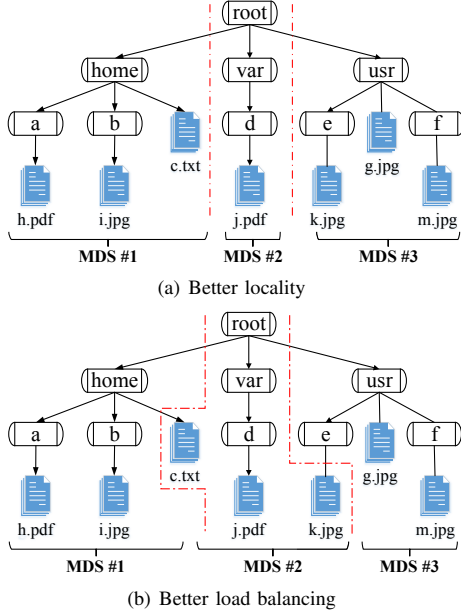 root
home var usr
a b d e f
c.txt g.jpg
h.pdf i.jpg j.pdf k.jpg m.jpg
MDS #1 MDS #2 MDS #3
(a) Better locality
root
home var usr
a b d e f
c.txt g.jpg
h.pdf i.jpg j.pdf k.jpg m.jpg
MDS #1 MDS #2 MDS #3
(b) Better load balancing